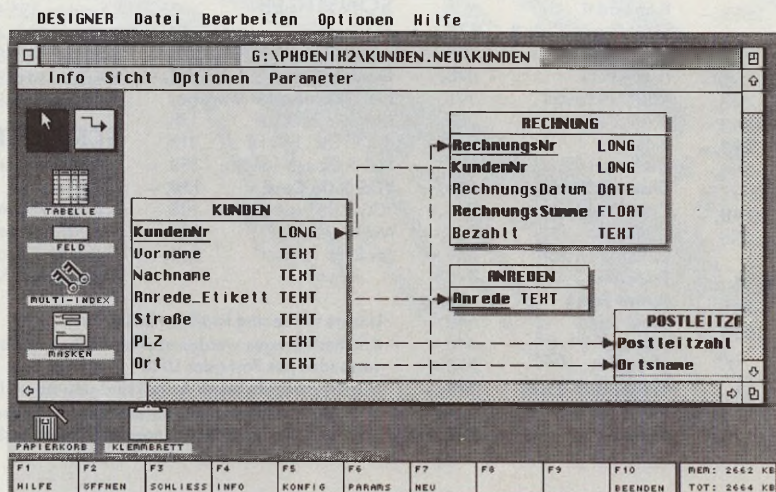 DESIGNER Datei Bearbeiten Optionen Hilfe
G:\PHOENIX2\KUNDEN.NEU\KUNDEN
Info Sicht Optionen Parameter
TABELLE
FELD
MULTI-INDEX
MASKEN
KUNDEN
KundenNr LONG
Vorname TEXT
Nachname TEXT
Anrede_Etikett TEXT
Straße TEXT
PLZ TEXT
Ort TEXT
RECHNUNG
RechnungsNr LONG
KundenNr LONG
RechnungsDatum DATE
RechnungsSumme FLOAT
Bezahlt TEXT
ANREDEN
Anrede TEXT
POSTLEITZA
Postleitzahl
Ortsname
PAPIERKORB KLEMMBRETT
F1 F2 F3 F4 F5 F6 F7 F8 F9 F10 MEM: 2662 KB
HILFE ÖFFNEN SCHLIESS INFO KONFIG PARAMS NEU BEENDEN TOT: 2664 KB